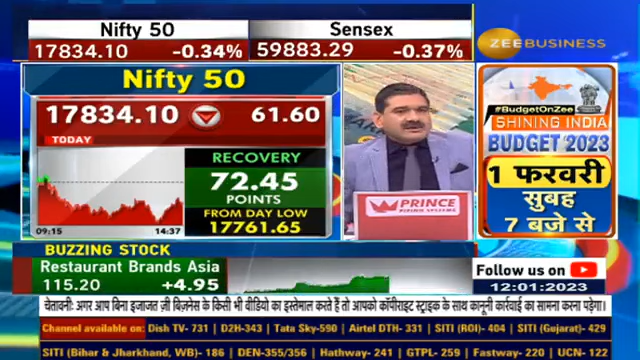 Nifty 50
17834.10 -0.34%
Sensex
59883.29 -0.37%
ZEEBUSINESS
Nifty 50
17834.10 61.60
TODAY
09:15 14:37
RECOVERY
72.45
POINTS
FROM DAY LOW
17761.65
PRINCE
PIPING SYSTEMS
#BudgetOnZee
SHINING INDIA
BUDGET 2023
1 फरवरी
सुबह
7 बजे से
BUZZING STOCK
Restaurant Brands Asia
115.20 +4.95
Follow us on
12:01:2023
चेतावनी: अगर आप बिना इजाजत ज़ी बिज़नेस के किसी भी वीडियो का इस्तेमाल करते हैं तो आपको कॉपीराइट स्ट्राइक के साथ कानूनी कार्रवाई का सामना करना पड़ेगा।
Channel available on: Dish TV- 731 | D2H-343 | Tata Sky-590 | Airtel DTH- 331 | SITI (ROI) - 404 | SITI (Gujarat) - 429
SITI (Bihar & Jharkhand, WB) - 186 | DEN-355/356 | Hathway- 241 | GTPL- 259 | Fastway- 220 | UCN- 122